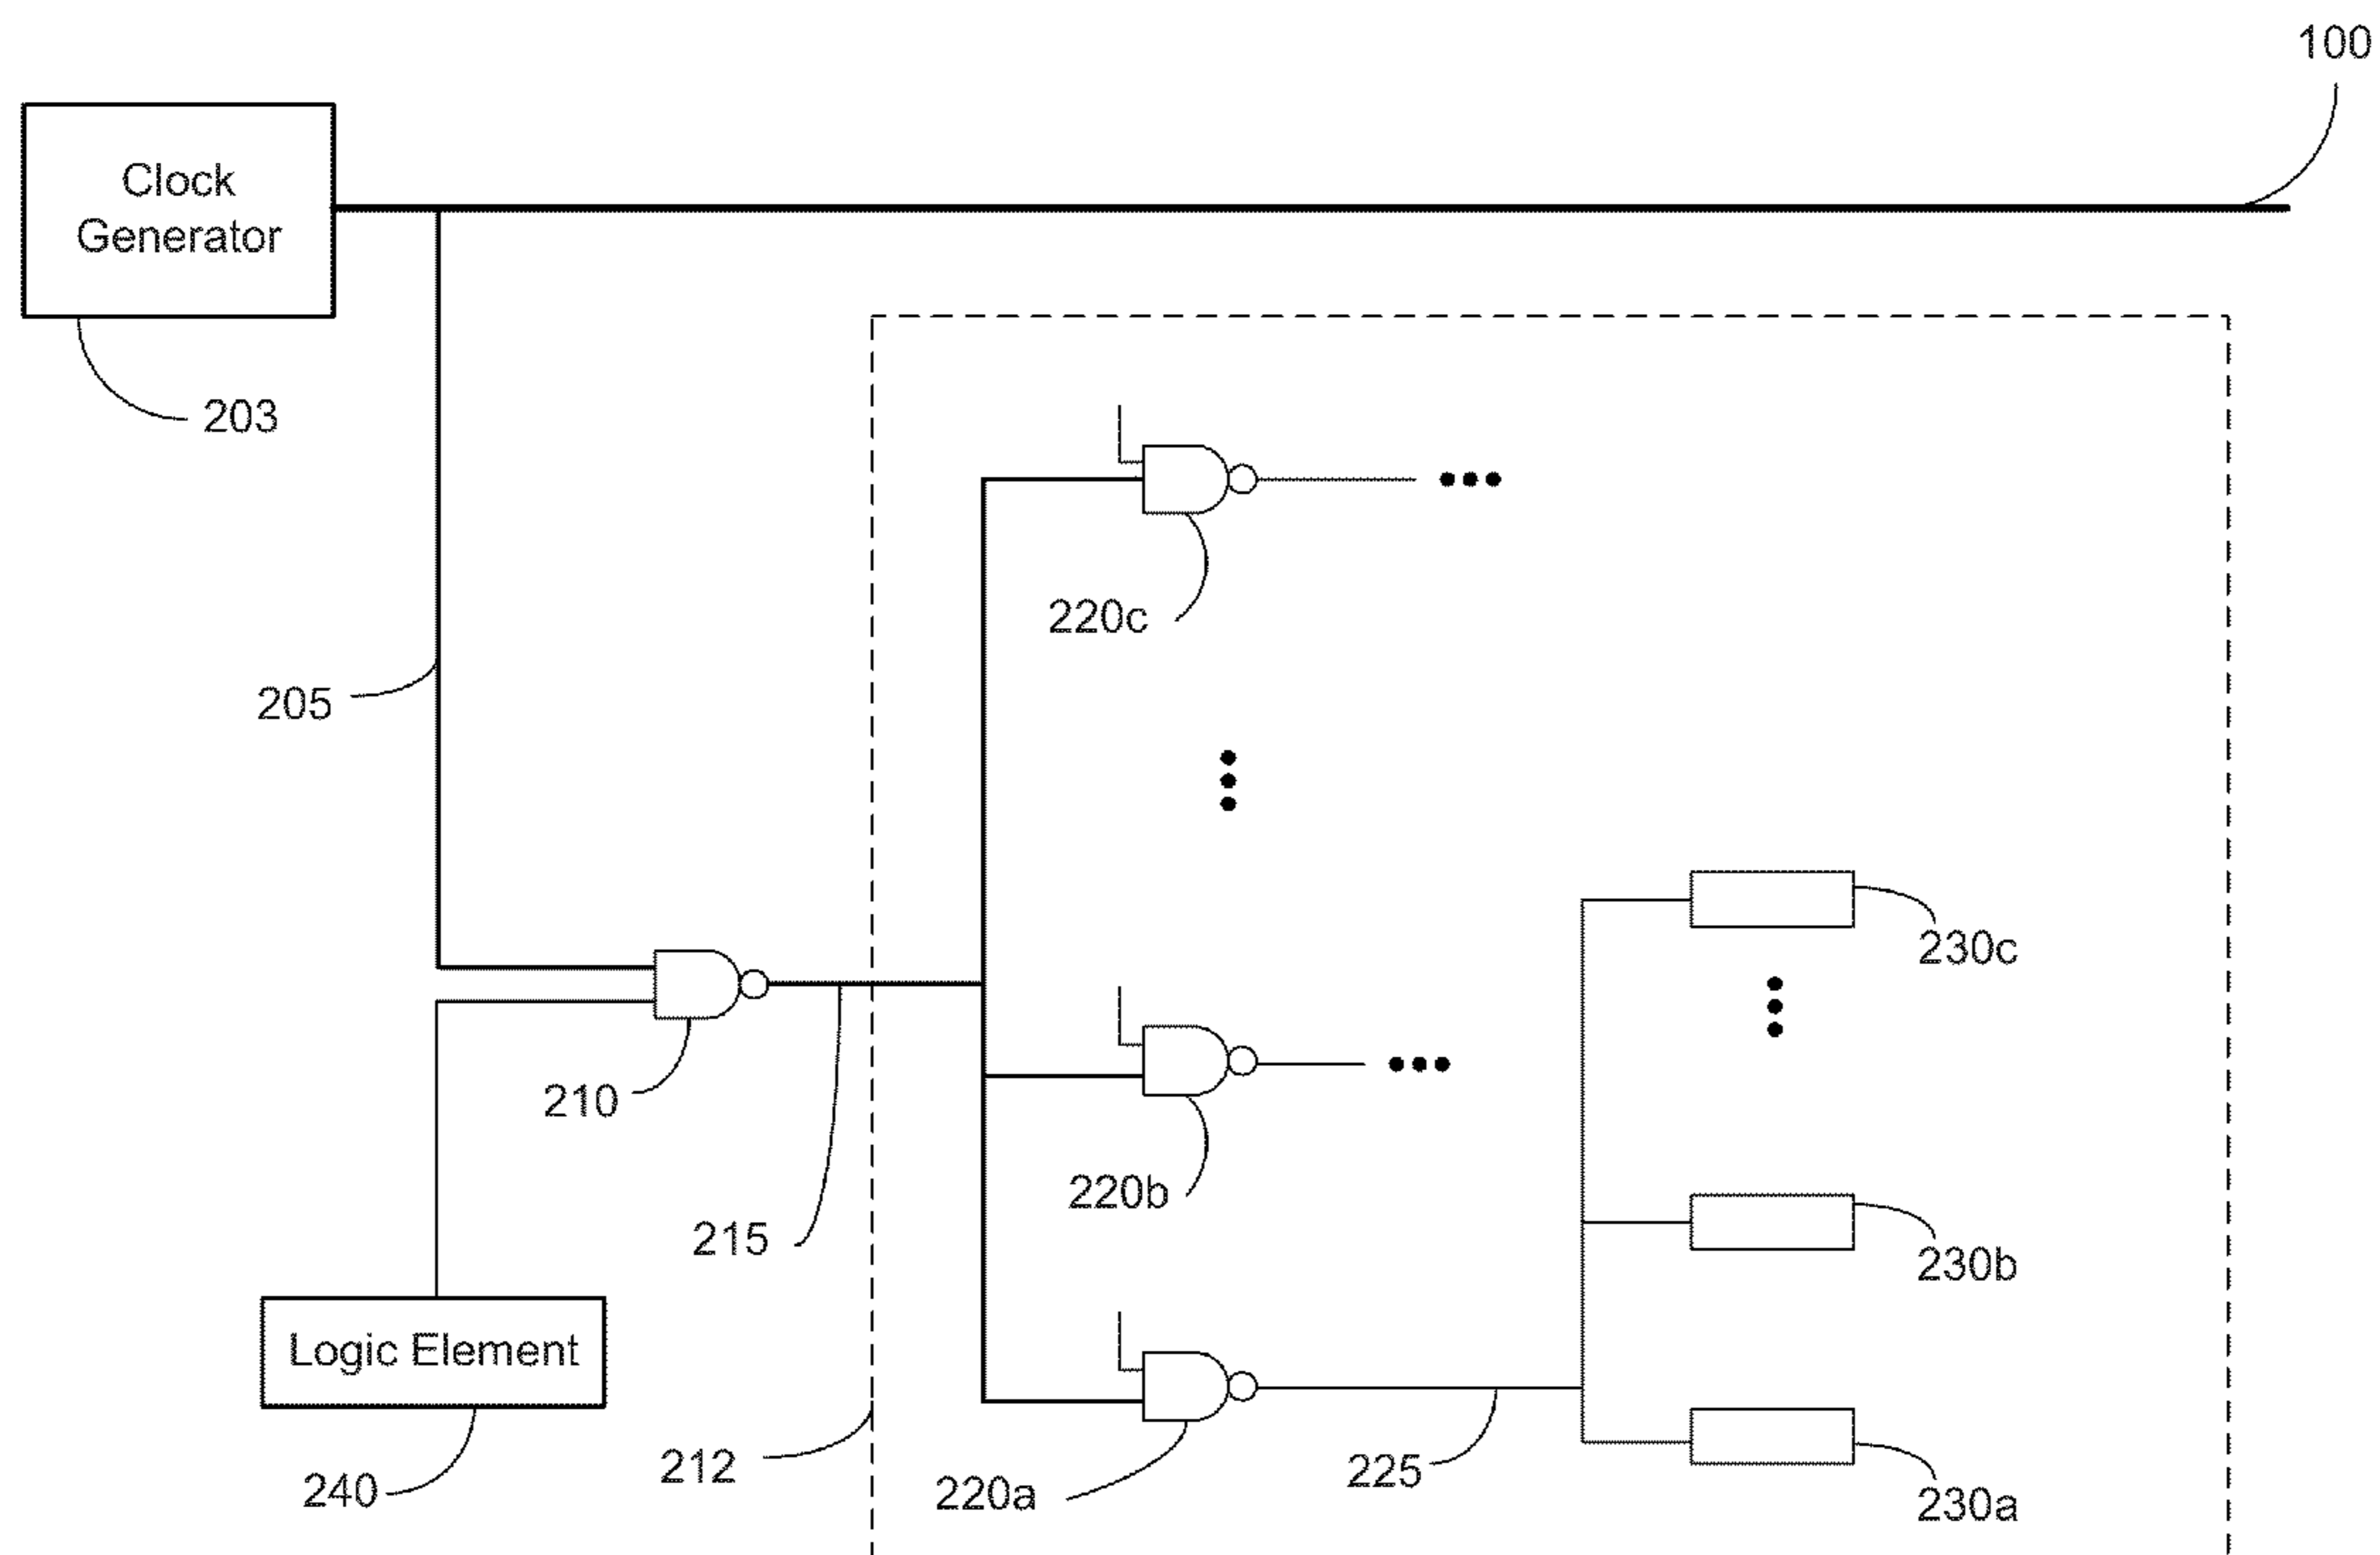 100
Clock
Generator
203
220c
205
230c
210
220b
215
230b
Logic Element
212
225
240
220a
230a